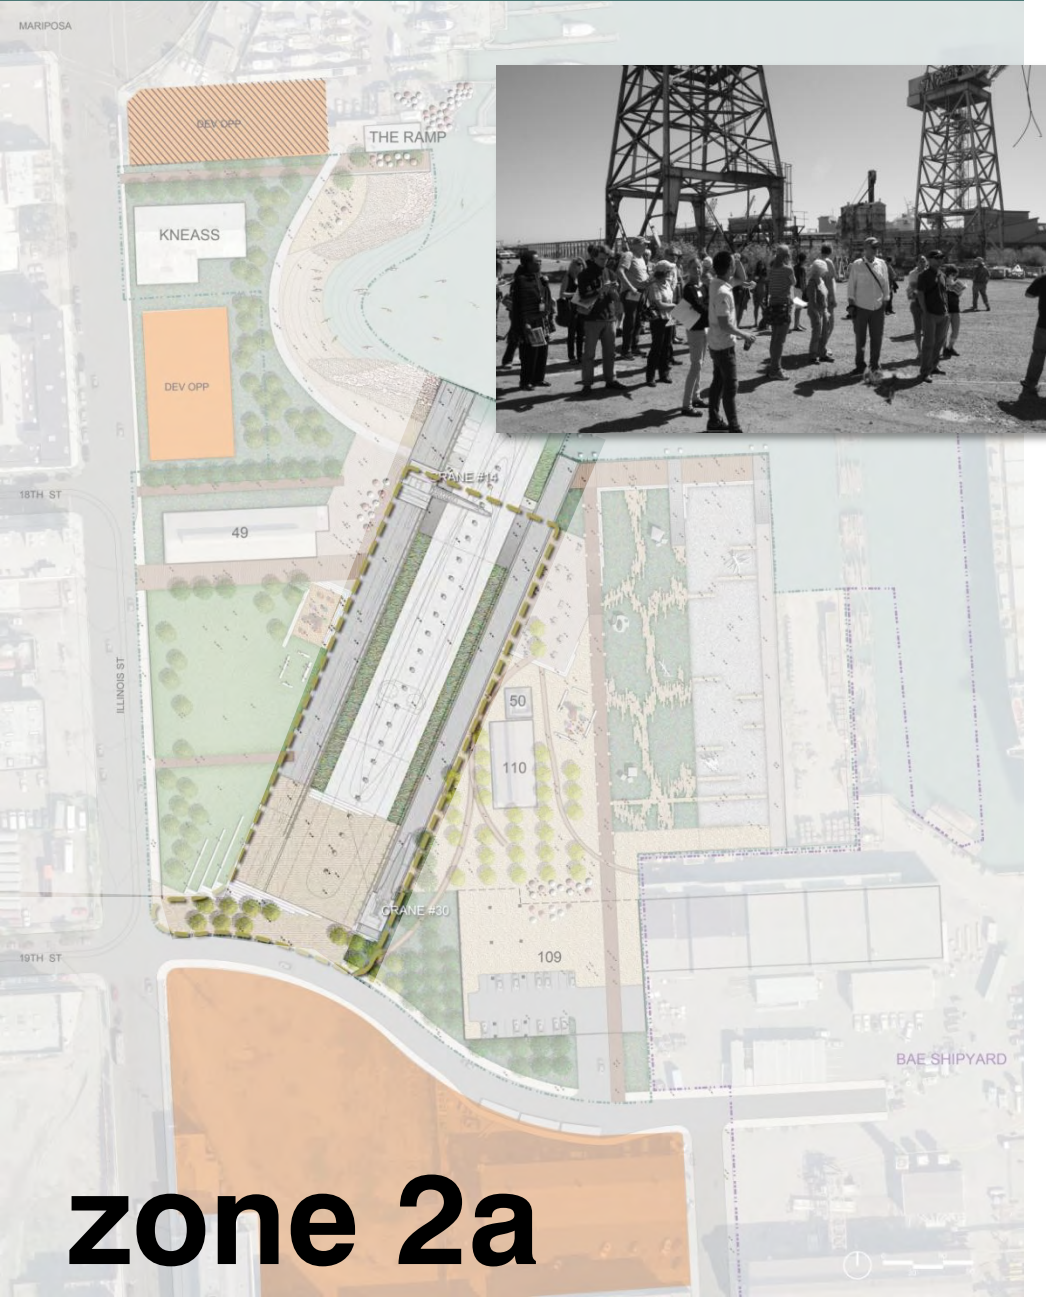 MARIPOSA
DEV OPP
THE RAMP
KNEASS
DEV OPP
CRANE #14
18TH ST
49
ILLINOIS ST
50
110
CRANE #30
19TH ST
109
BAE SHIPYARD
zone 2a